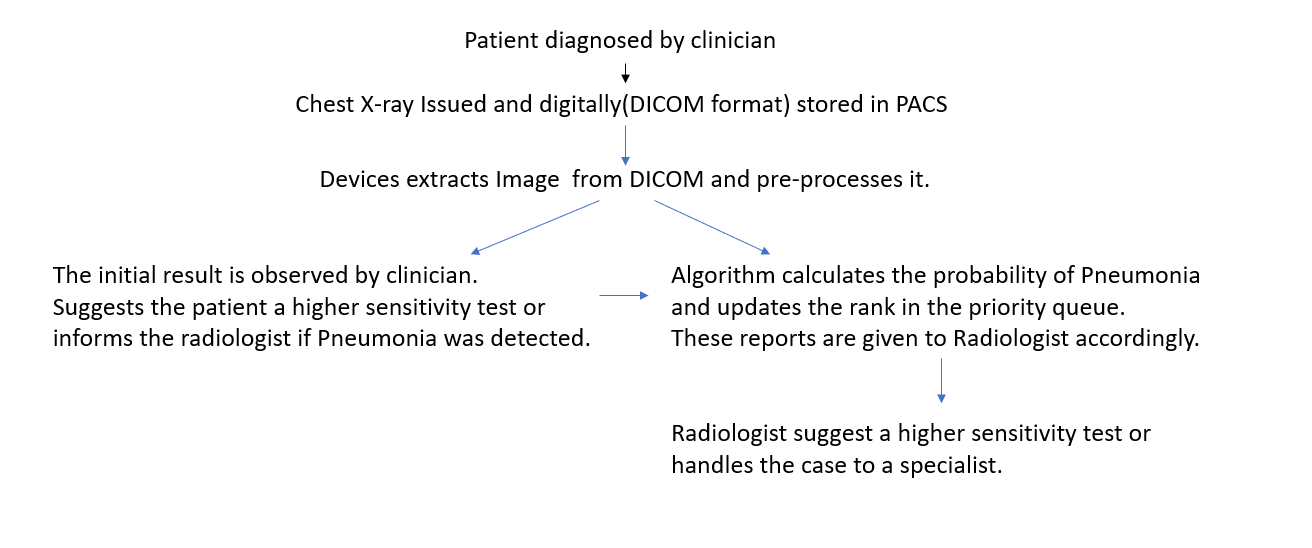 Patient diagnosed by clinician
Chest X-ray Issued and digitally(DICOM format) stored in PACS
Devices extracts Image  from DICOM and pre-processes it.
The initial result is observed by clinician.
Suggests the patient a higher sensitivity test or
informs the radiologist if Pneumonia was detected.
Algorithm calculates the probability of Pneumonia
and updates the rank in the priority queue.
These reports are given to Radiologist accordingly.
Radiologist suggest a higher sensitivity test or
handles the case to a specialist.